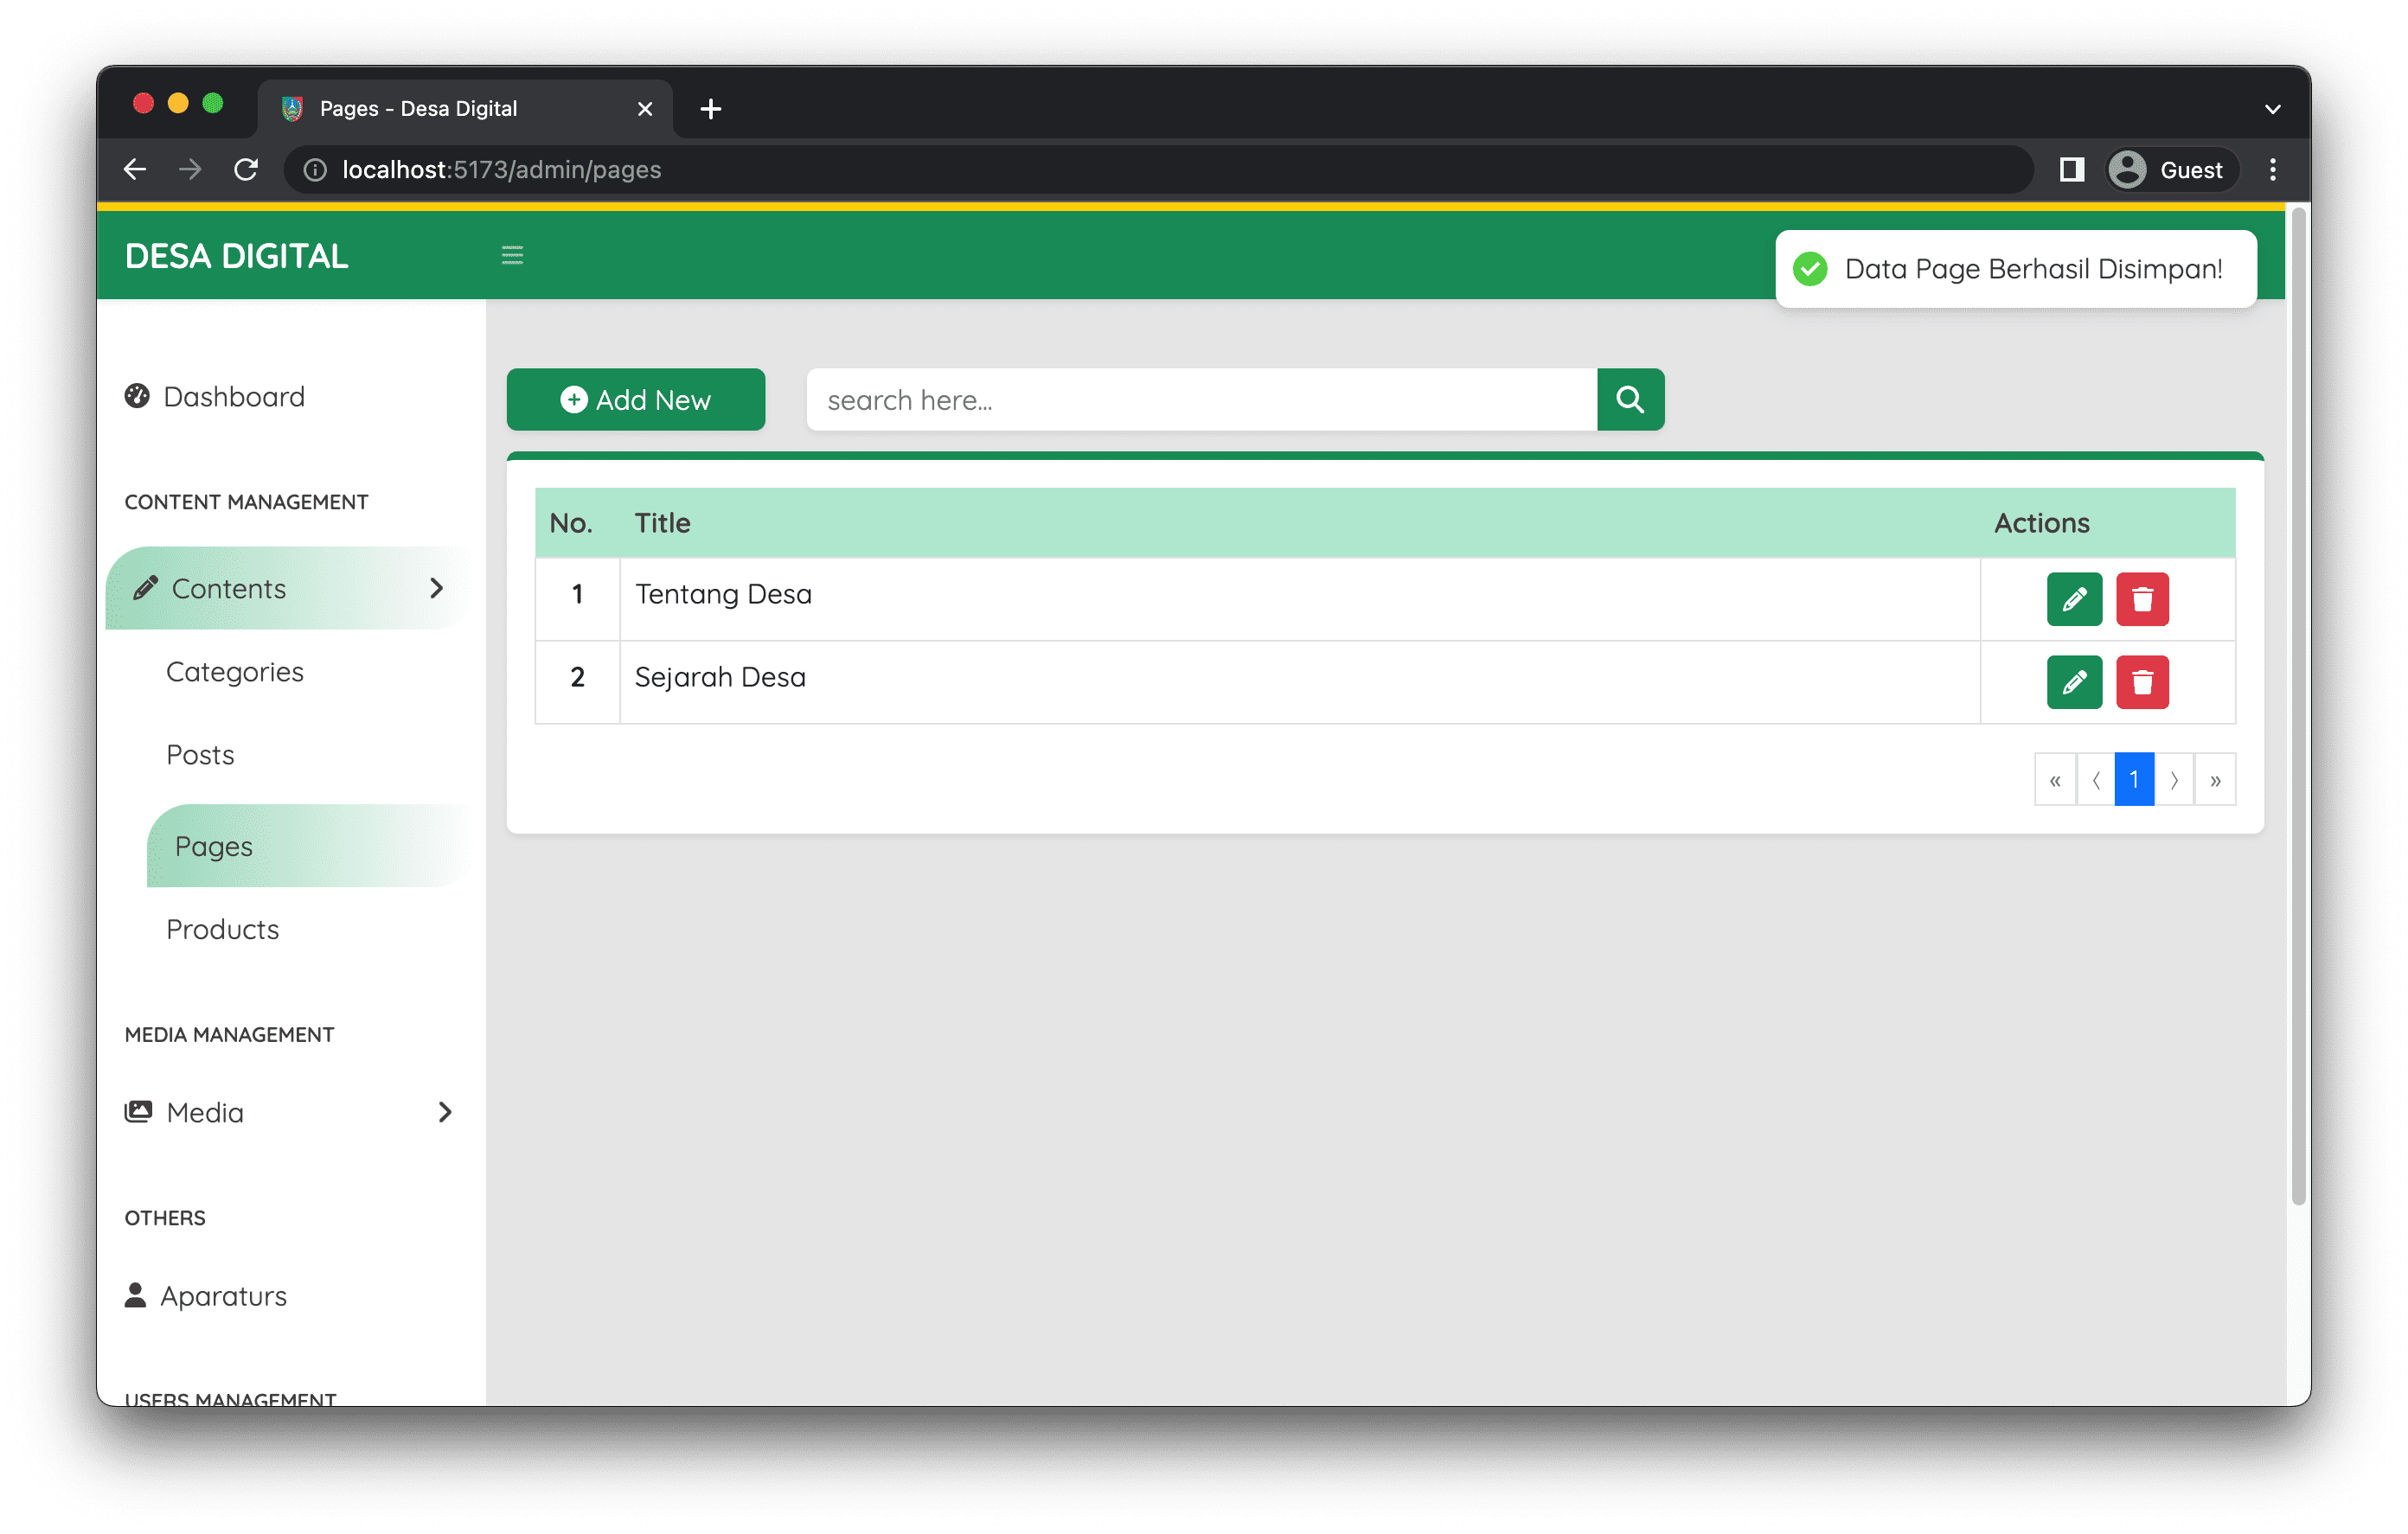 Pages - Desa Digital
localhost:5173/admin/pages
Guest
DESA DIGITAL
Data Page Berhasil Disimpan!
Dashboard
Add New
search here...
CONTENT MANAGEMENT
No. Title Actions
Contents
1 Tentang Desa
Categories
2 Sejarah Desa
Posts
« ‹ 1 › »
Pages
Products
MEDIA MANAGEMENT
Media
OTHERS
Aparaturs
USERS MANAGEMENT